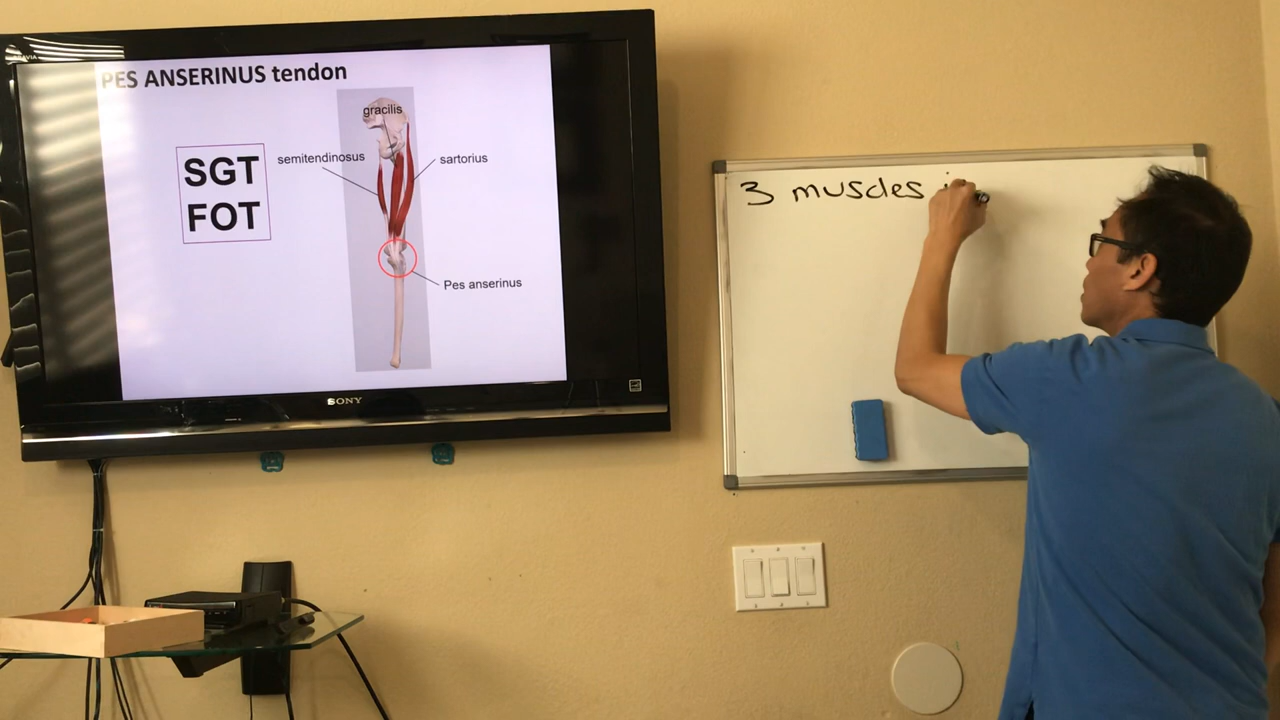 PES ANSERINUS tendon
gracilis
semitendinosus
sartorius
SGT
FOT
Pes anserinus
SONY
3 muscles